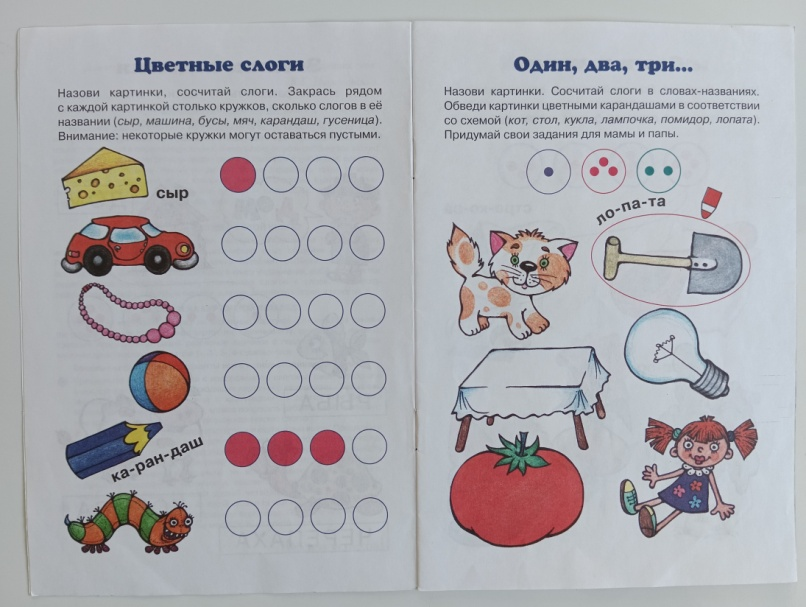 Цветные слоги
Назови картинки, сосчитай слоги. Закрась рядом
с каждой картинкой столько кружков, сколько слогов в её
названии (сыр, машина, бусы, мяч, карандаш, гусеница).
Внимание: некоторые кружки могут оставаться пустыми.
сыр
ка-ран-даш
Один, два, три...
Назови картинки. Сосчитай слоги в словах-названиях.
Обведи картинки цветными карандашами в соответствии
со схемой (кот, стол, кукла, лампочка, помидор, лопата).
Придумай свои задания для мамы и папы.
ло-па-та